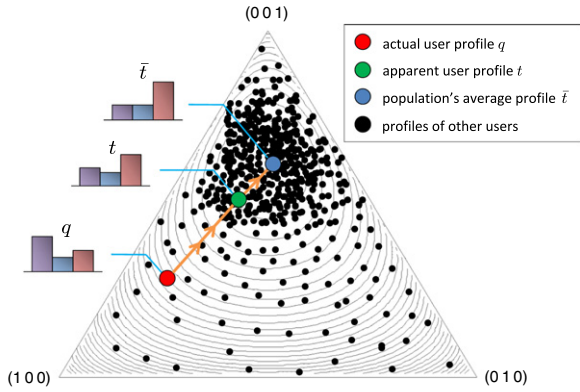 (0 0 1)
actual user profile q
apparent user profile t
population's average profile t̄
profiles of other users
t̄
t
q
(1 0 0)
(0 1 0)